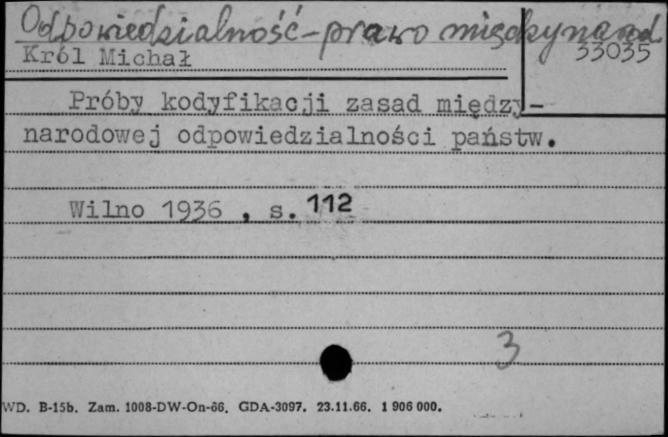 Odpowiedzialność - prawo międzynarod
33035
Król Michał
Próby kodyfikacji zasad między-
narodowej odpowiedzialności państw.
Wilno 1936 , s. 112
3
WD. B-15b. Zam. 1008-DW-On-66. GDA-3097. 23.11.66. 1 906 000.